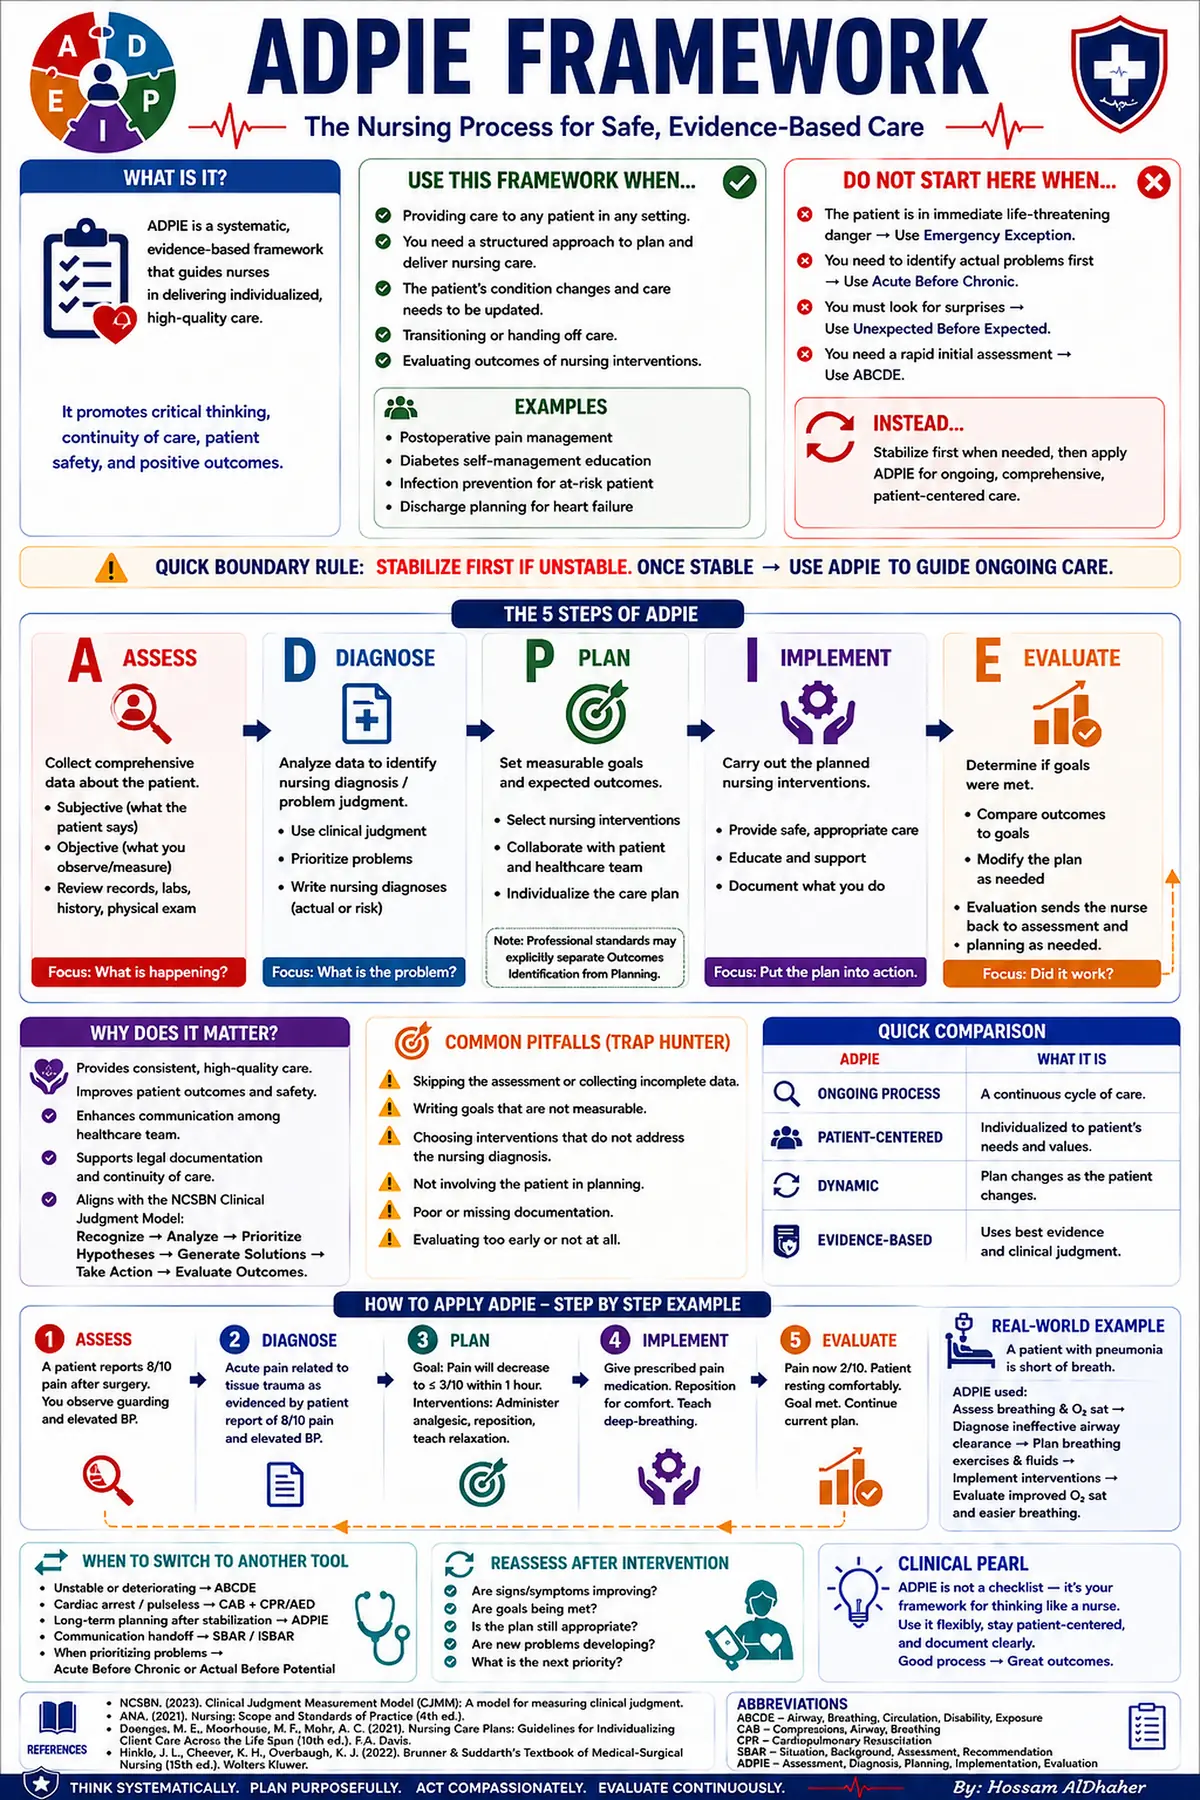 A D
E P
I
ADPIE FRAMEWORK
The Nursing Process for Safe, Evidence-Based Care
WHAT IS IT?
ADPIE is a systematic,
evidence-based framework
that guides nurses
in delivering individualized,
high-quality care.
It promotes critical thinking,
continuity of care, patient
safety, and positive outcomes.
USE THIS FRAMEWORK WHEN...
Providing care to any patient in any setting.
You need a structured approach to plan and
deliver nursing care.
The patient's condition changes and care
needs to be updated.
Transitioning or handing off care.
Evaluating outcomes of nursing interventions.
EXAMPLES
• Postoperative pain management
• Diabetes self-management education
• Infection prevention for at-risk patient
• Discharge planning for heart failure
DO NOT START HERE WHEN...
The patient is in immediate life-threatening
danger → Use Emergency Exception.
You need to identify actual problems first
→ Use Acute Before Chronic.
You must look for surprises →
Use Unexpected Before Expected.
You need a rapid initial assessment →
Use ABCDE.
INSTEAD...
Stabilize first when needed, then apply
ADPIE for ongoing, comprehensive,
patient-centered care.
QUICK BOUNDARY RULE: STABILIZE FIRST IF UNSTABLE. ONCE STABLE → USE ADPIE TO GUIDE ONGOING CARE.
THE 5 STEPS OF ADPIE
A ASSESS
Collect comprehensive
data about the patient.
• Subjective (what the
patient says)
• Objective (what you
observe/measure)
• Review records, labs,
history, physical exam
Focus: What is happening?
D DIAGNOSE
Analyze data to identify
nursing diagnosis /
problem judgment.
• Use clinical judgment
• Prioritize problems
• Write nursing diagnoses
(actual or risk)
Focus: What is the problem?
P PLAN
Set measurable goals
and expected outcomes.
• Select nursing interventions
• Collaborate with patient
and healthcare team
• Individualize the care plan
Note: Professional standards may
explicitly separate Outcomes
Identification from Planning.
I IMPLEMENT
Carry out the planned
nursing interventions.
• Provide safe, appropriate care
• Educate and support
• Document what you do
Focus: Put the plan into action.
E EVALUATE
Determine if goals
were met.
• Compare outcomes
to goals
• Modify the plan
as needed
• Evaluation sends the nurse
back to assessment and
• planning as needed.
Focus: Did it work?
WHY DOES IT MATTER?
Provides consistent, high-quality care.
Improves patient outcomes and safety.
Enhances communication among
healthcare team.
Supports legal documentation
and continuity of care.
Aligns with the NCSBN Clinical
Judgment Model:
Recognize → Analyze → Prioritize
Hypotheses → Generate Solutions →
Take Action → Evaluate Outcomes.
COMMON PITFALLS (TRAP HUNTER)
Skipping the assessment or collecting incomplete data.
Writing goals that are not measurable.
Choosing interventions that do not address
the nursing diagnosis.
Not involving the patient in planning.
Poor or missing documentation.
Evaluating too early or not at all.
QUICK COMPARISON
ADPIE WHAT IT IS
ONGOING PROCESS A continuous cycle of care.
PATIENT-CENTERED Individualized to patient's
needs and values.
DYNAMIC Plan changes as the patient
changes.
EVIDENCE-BASED Uses best evidence
and clinical judgment.
HOW TO APPLY ADPIE – STEP BY STEP EXAMPLE
1 ASSESS
A patient reports 8/10
pain after surgery.
You observe guarding
and elevated BP.
2 DIAGNOSE
Acute pain related to
tissue trauma as
evidenced by patient
report of 8/10 pain
and elevated BP.
3 PLAN
Goal: Pain will decrease
to ≤ 3/10 within 1 hour.
Interventions: Administer
analgesic, reposition,
teach relaxation.
4 IMPLEMENT
Give prescribed pain
medication. Reposition
for comfort. Teach
deep-breathing.
5 EVALUATE
Pain now 2/10. Patient
resting comfortably.
Goal met. Continue
current plan.
REAL-WORLD EXAMPLE
A patient with pneumonia
is short of breath.
ADPIE used:
Assess breathing & O₂ sat →
Diagnose ineffective airway
clearance → Plan breathing
exercises & fluids →
Implement interventions →
Evaluate improved O₂ sat
and easier breathing.
WHEN TO SWITCH TO ANOTHER TOOL
• Unstable or deteriorating → ABCDE
• Cardiac arrest / pulseless → CAB + CPR/AED
• Long-term planning after stabilization → ADPIE
• Communication handoff → SBAR / ISBAR
• When prioritizing problems →
Acute Before Chronic or Actual Before Potential
REASSESS AFTER INTERVENTION
Are signs/symptoms improving?
Are goals being met?
Is the plan still appropriate?
Are new problems developing?
What is the next priority?
CLINICAL PEARL
ADPIE is not a checklist — it's your
framework for thinking like a nurse.
Use it flexibly, stay patient-centered,
and document clearly.
Good process → Great outcomes.
REFERENCES
• NCSBN. (2023). Clinical Judgment Measurement Model (CJMM): A model for measuring clinical judgment.
• ANA. (2021). Nursing: Scope and Standards of Practice (4th ed.).
• Doenges, M. E., Moorhouse, M. F., Mohr, A. C. (2021). Nursing Care Plans: Guidelines for Individualizing
Client Care Across the Life Span (10th ed.). F.A. Davis.
• Hinkle, J. L., Cheever, K. H., Overbaugh, K. J. (2022). Brunner & Suddarth's Textbook of Medical-Surgical
Nursing (15th ed.). Wolters Kluwer.
ABBREVIATIONS
ABCDE – Airway, Breathing, Circulation, Disability, Exposure
CAB – Compressions, Airway, Breathing
CPR – Cardiopulmonary Resuscitation
SBAR – Situation, Background, Assessment, Recommendation
ADPIE – Assessment, Diagnosis, Planning, Implementation, Evaluation
THINK SYSTEMATICALLY. PLAN PURPOSEFULLY. ACT COMPASSIONATELY. EVALUATE CONTINUOUSLY.
By: Hossam AlDhaher